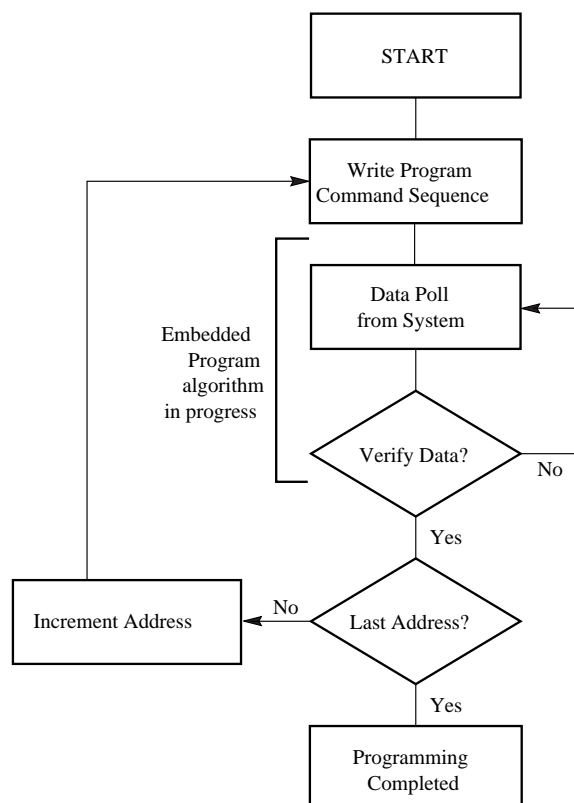 START
Write Program
Command Sequence
Data Poll
from System
Embedded
Program
algorithm
in progress
Verify Data?
No
Yes
Increment Address
No
Last Address?
Yes
Programming
Completed